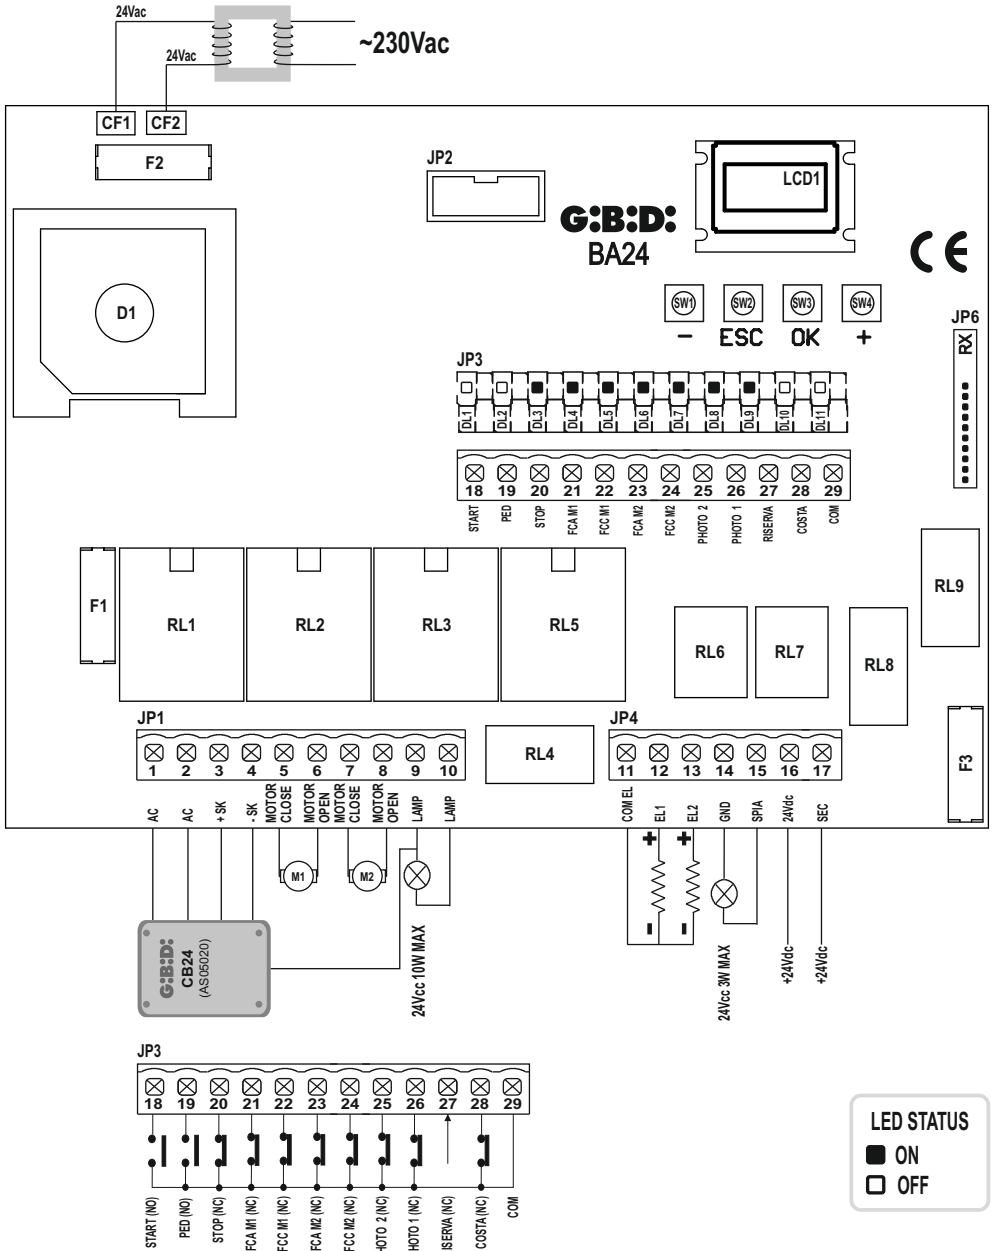 24Vac
24Vac
~230Vac
CF1 CF2
F2
JP2
LCD1
G:B:D:
BA24
CE
D1
SW1 SW2 SW3 SW4
- ESC OK +
JP6
RX
JP3
DL1 DL2 DL3 DL4 DL5 DL6 DL7 DL8 DL9 DL10 DL11
18 19 20 21 22 23 24 25 26 27 28 29
START PED STOP FCA M1 FCC M1 FCA M2 FCC M2 PHOTO 2 PHOTO 1 RISERVA COSTA COM
F1
RL1 RL2 RL3 RL5
RL6 RL7 RL8 RL9
JP1
1 2 3 4 5 6 7 8 9 10
AC AC +SK -SK MOTOR CLOSE MOTOR OPEN MOTOR CLOSE MOTOR OPEN LAMP LAMP
RL4
JP4
11 12 13 14 15 16 17
COM EL EL1 EL2 GND SPIA 24Vdc SEC
F3
M1 M2
+ +
- -
G:B:D:
CB24
(AS05020)
24Vcc 10W MAX
24Vcc 3W MAX
+24Vdc
+24Vdc
JP3
18 19 20 21 22 23 24 25 26 27 28 29
START (NO) PED (NO) STOP (NC) FCA M1 (NC) FCC M1 (NC) FCA M2 (NC) FCC M2 (NC) HOTO 2 (NC) HOTO 1 (NC) ISERVA (NC) COSTA (NC) COM
LED STATUS
ON
OFF